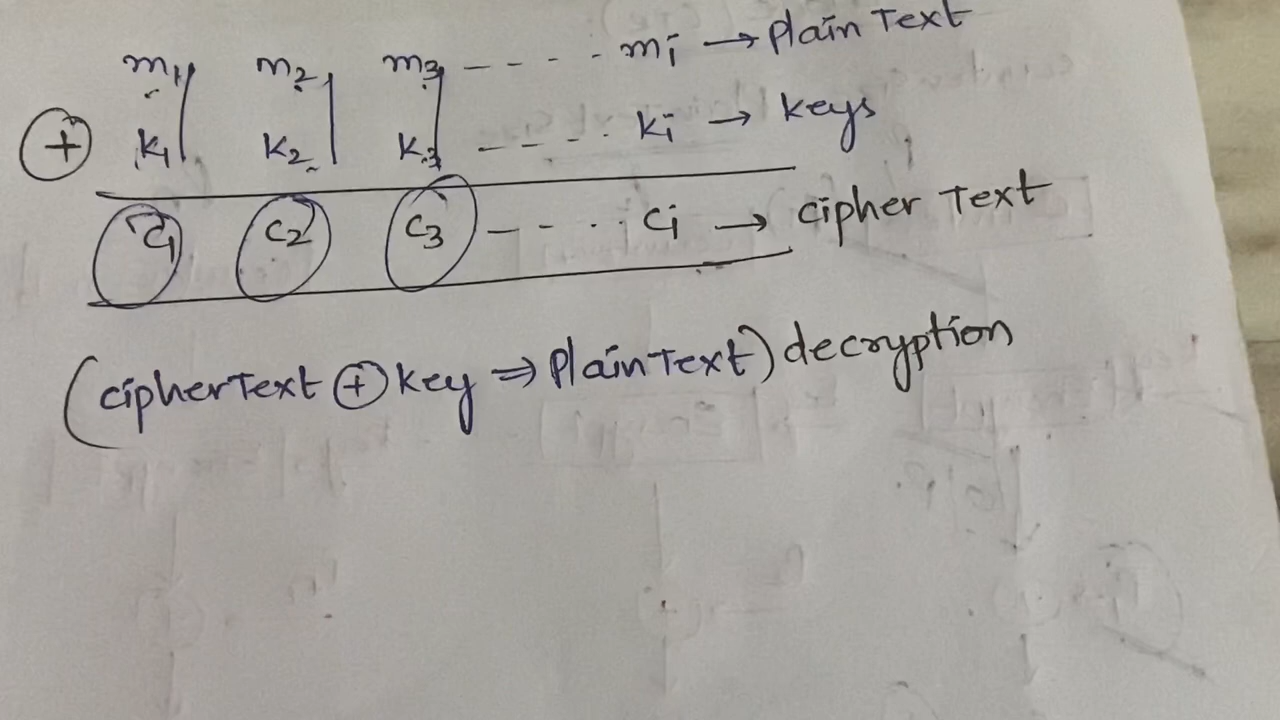 m₁ m₂ m₃ - - - - · mᵢ → Plain Text
⊕ k₁ k₂ k₃ - - - - · kᵢ → keys
c₁ c₂ c₃ - - - · · cᵢ → cipher Text
(cipherText ⊕ key ⇒ PlainText) decryption